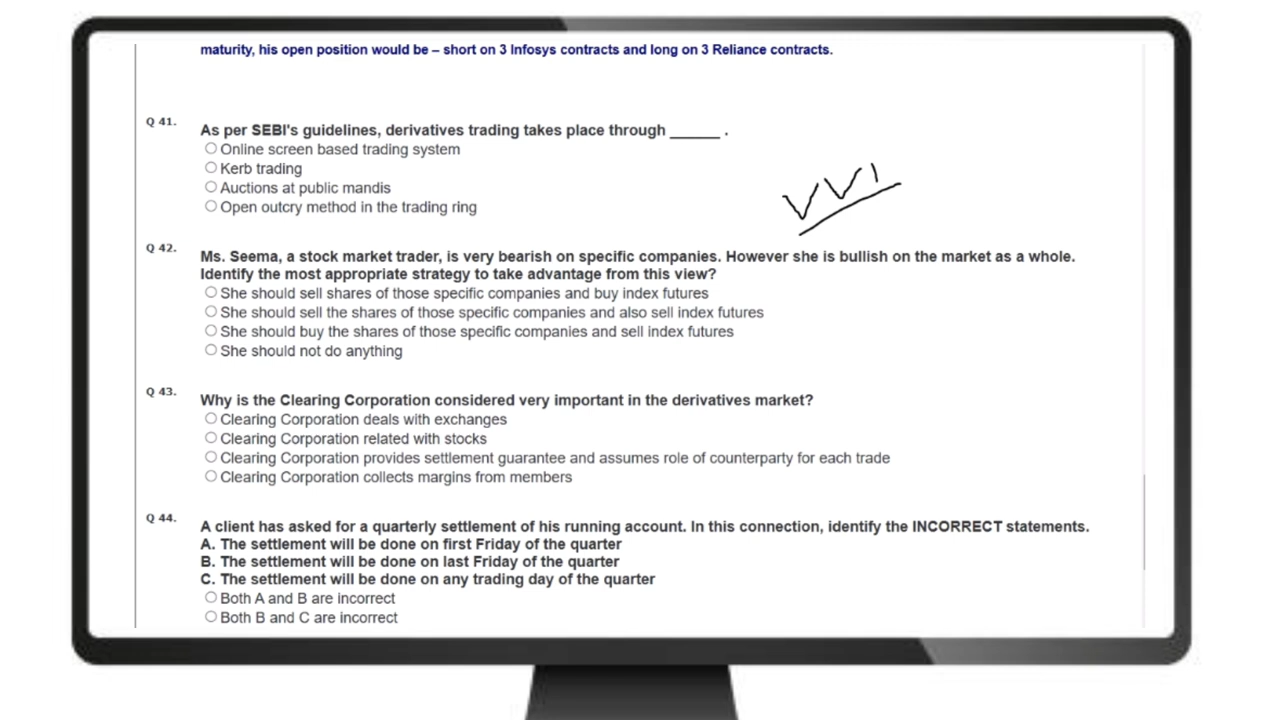 maturity, his open position would be – short on 3 Infosys contracts and long on 3 Reliance contracts.
Q 41.
As per SEBI's guidelines, derivatives trading takes place through ______ .
Online screen based trading system
Kerb trading
Auctions at public mandis
Open outcry method in the trading ring
VVI
Q 42.
Ms. Seema, a stock market trader, is very bearish on specific companies. However she is bullish on the market as a whole.
Identify the most appropriate strategy to take advantage from this view?
She should sell shares of those specific companies and buy index futures
She should sell the shares of those specific companies and also sell index futures
She should buy the shares of those specific companies and sell index futures
She should not do anything
Q 43.
Why is the Clearing Corporation considered very important in the derivatives market?
Clearing Corporation deals with exchanges
Clearing Corporation related with stocks
Clearing Corporation provides settlement guarantee and assumes role of counterparty for each trade
Clearing Corporation collects margins from members
Q 44.
A client has asked for a quarterly settlement of his running account. In this connection, identify the INCORRECT statements.
A. The settlement will be done on first Friday of the quarter
B. The settlement will be done on last Friday of the quarter
C. The settlement will be done on any trading day of the quarter
Both A and B are incorrect
Both B and C are incorrect